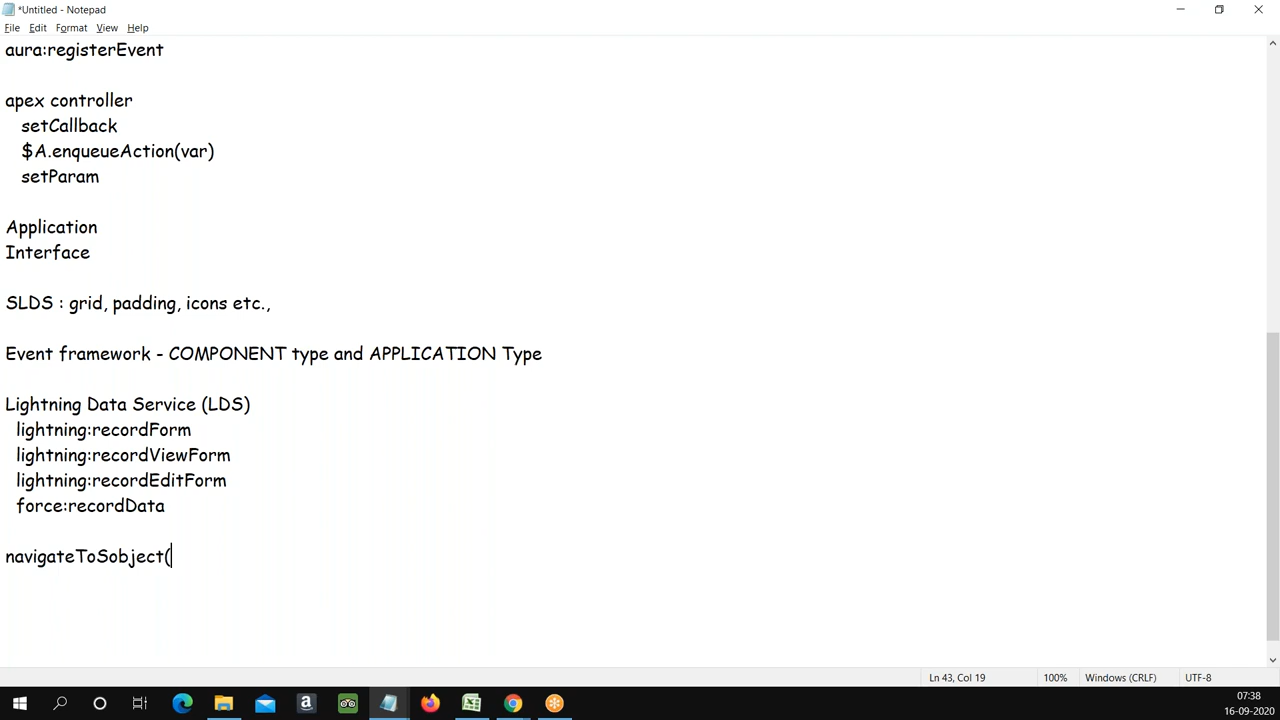 *Untitled - Notepad
File Edit Format View Help
aura:registerEvent
apex controller
setCallback
$A.enqueueAction(var)
setParam
Application
Interface
SLDS : grid, padding, icons etc.,
Event framework - COMPONENT type and APPLICATION Type
Lightning Data Service (LDS)
lightning:recordForm
lightning:recordViewForm
lightning:recordEditForm
force:recordData
navigateToSobject(
Ln 43, Col 19 100% Windows (CRLF) UTF-8
07:38
16-09-2020